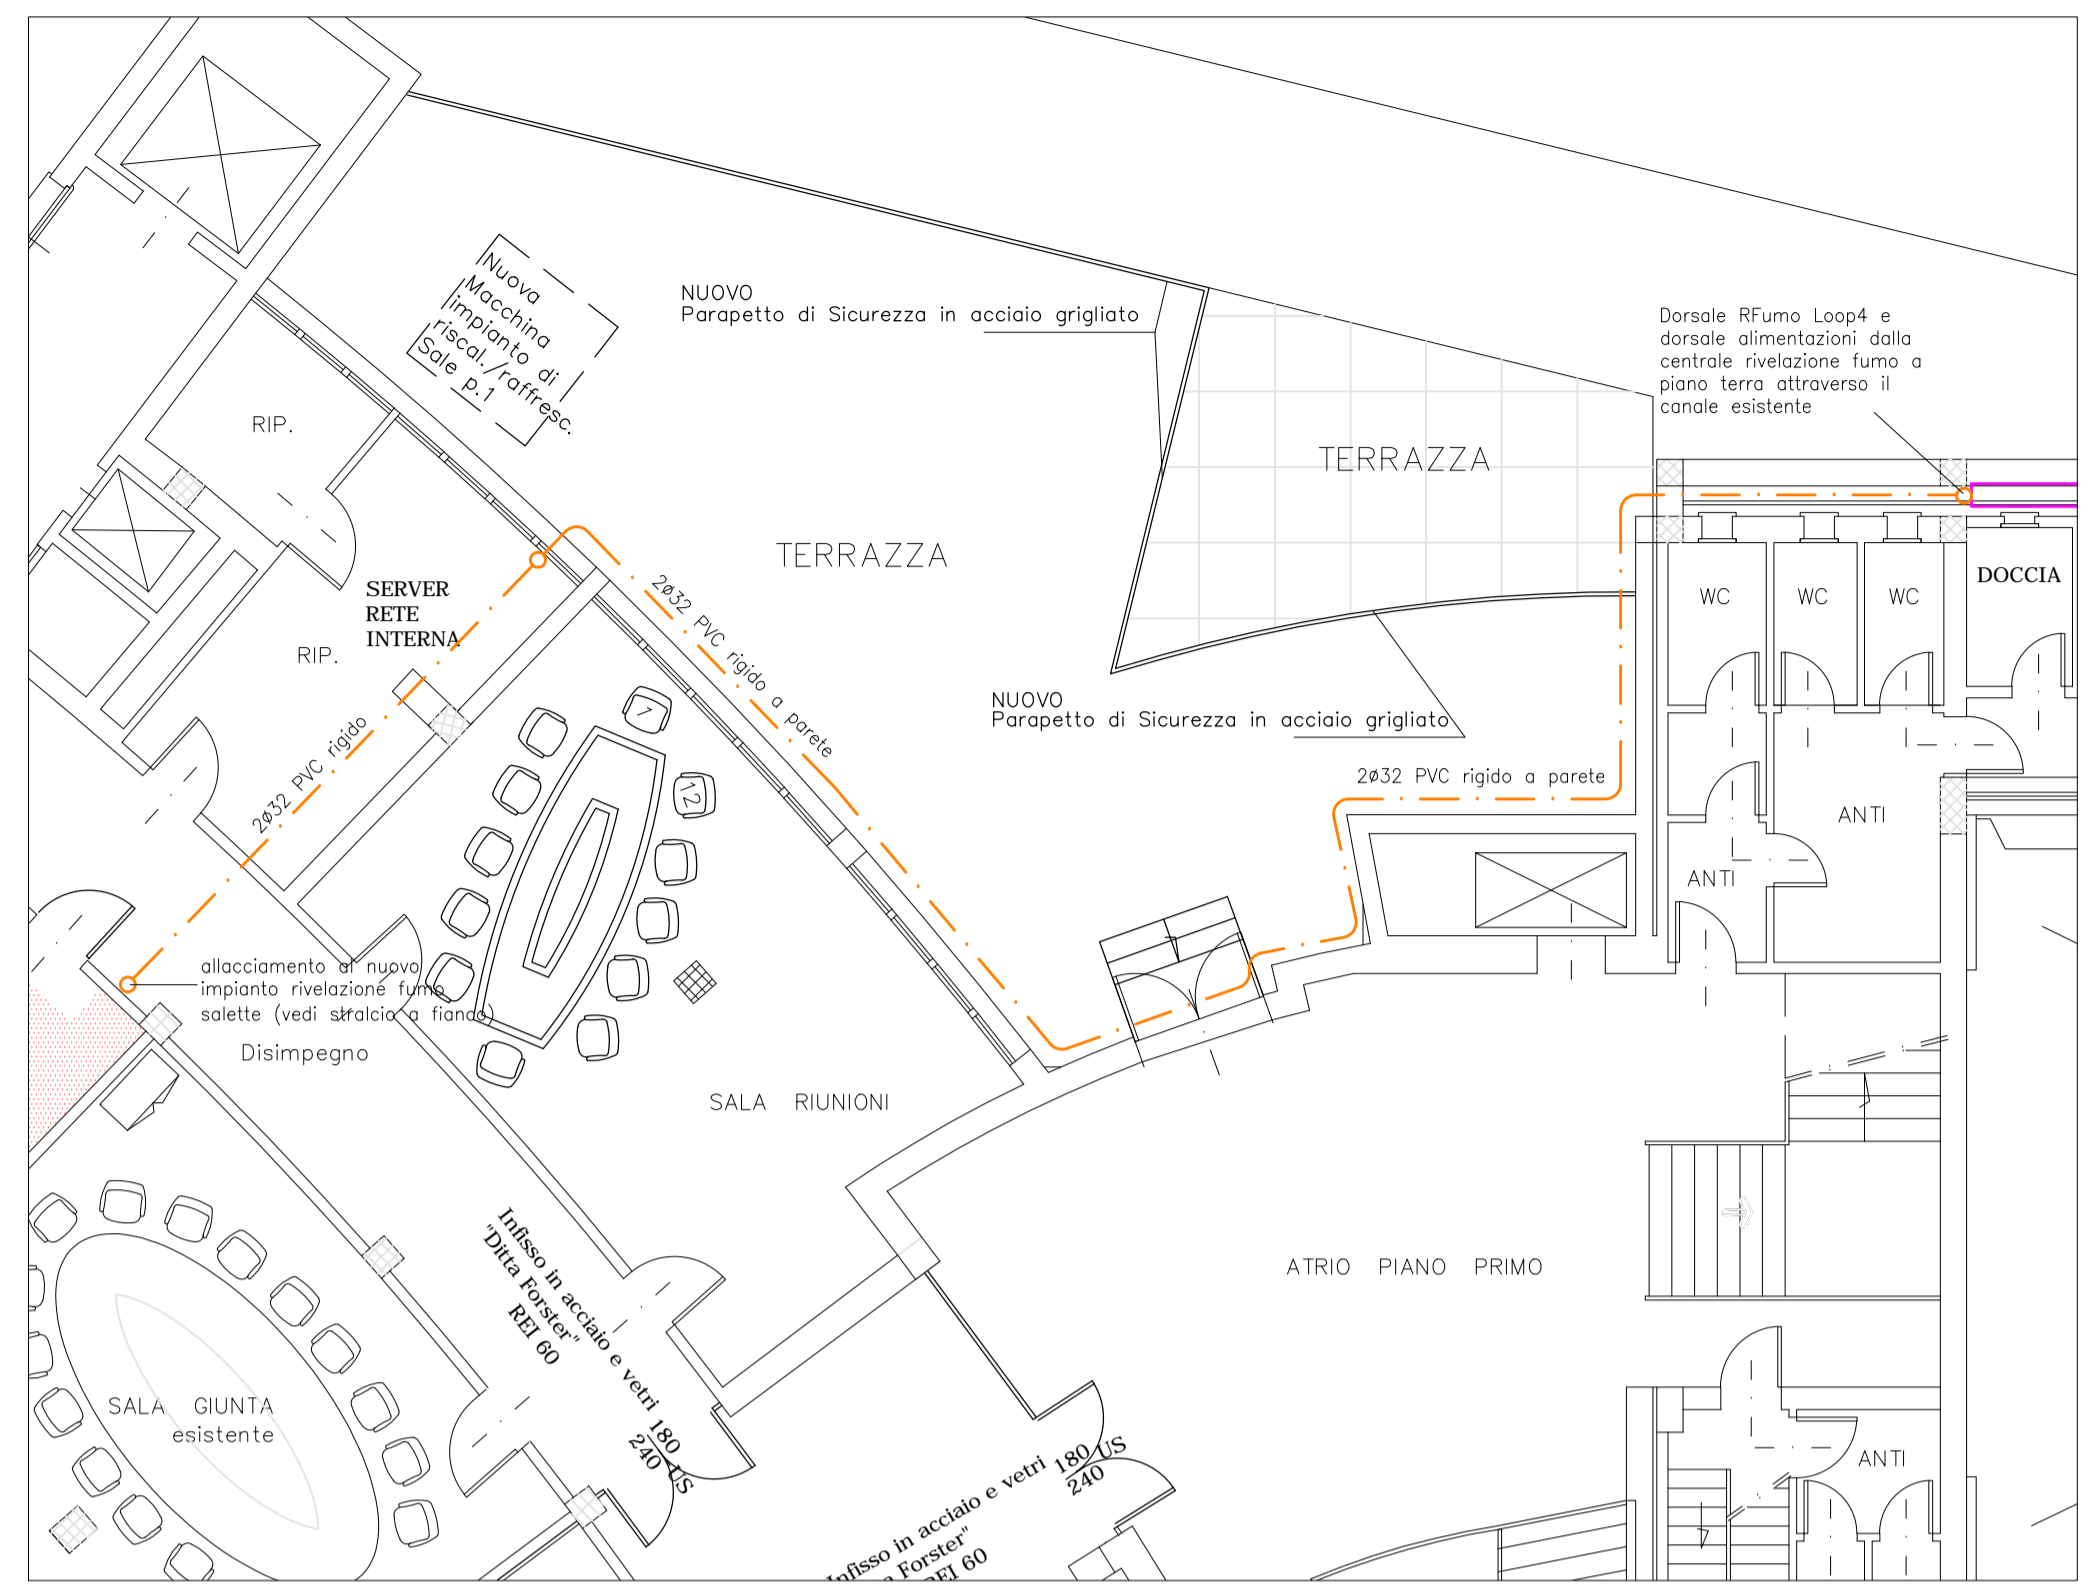 Nuova
Macchina
impianto di
riscal./raffresc.
Sale p.1
NUOVO
Parapetto di Sicurezza in acciaio grigliato
Dorsale RFumo Loop4 e
dorsale alimentazioni dalla
centrale rivelazione fumo a
piano terra attraverso il
canale esistente
RIP.
TERRAZZA
TERRAZZA
SERVER
RETE
INTERNA
RIP.
2ø32 PVC rigido a parete
WC
WC
WC
DOCCIA
NUOVO
Parapetto di Sicurezza in acciaio grigliato
1
12
2ø32 PVC rigido
2ø32 PVC rigido a parete
ANTI
ANTI
allacciamento al nuovo
impianto rivelazione fumo
salette (vedi stralcio a fianco)
Disimpegno
SALA RIUNIONI
ATRIO PIANO PRIMO
Infisso in acciaio e vetri 180/240 US
"Ditta Forster"
REI 60
SALA GIUNTA
esistente
Infisso in acciaio e vetri 180/240 US
Forster"
REI 60
ANTI